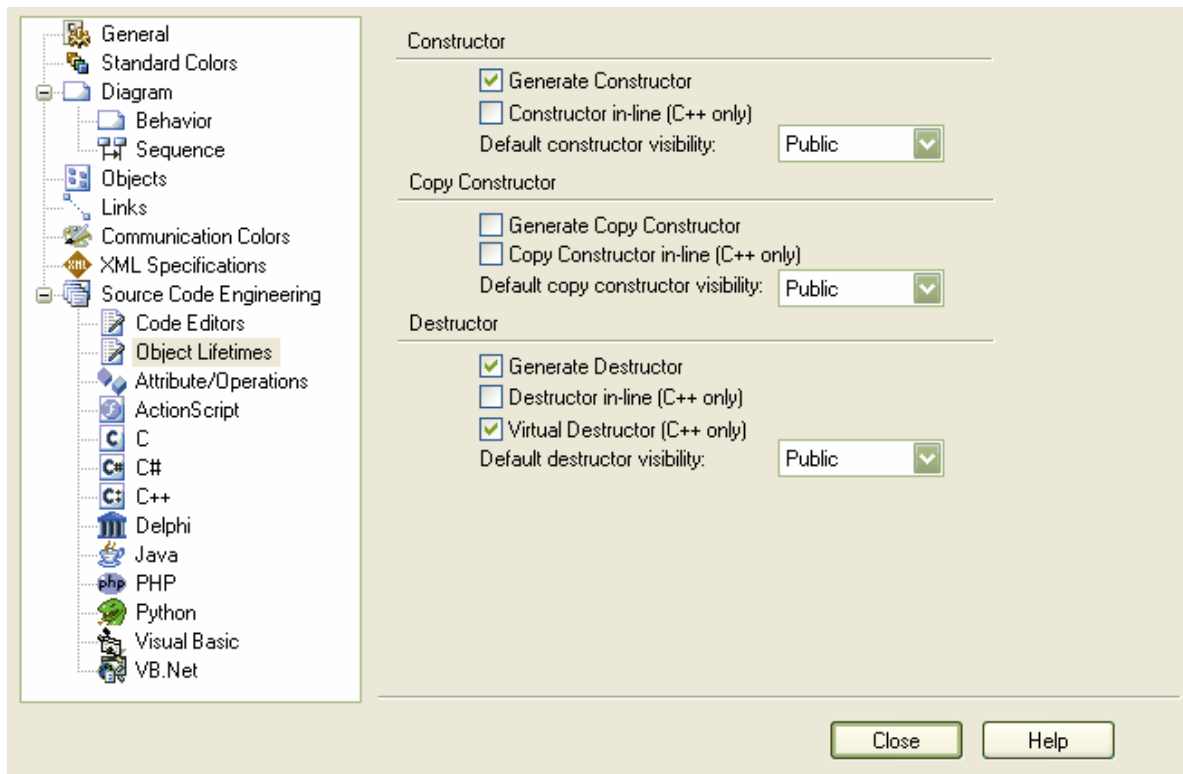 General
Standard Colors
Diagram
Behavior
Sequence
Objects
Links
Communication Colors
XML XML Specifications
Source Code Engineering
Code Editors
Object Lifetimes
Attribute/Operations
ActionScript
C C
C# C#
C‡ C++
Delphi
Java
php PHP
Python
Visual Basic
VB.Net
Constructor
Generate Constructor
Constructor in-line (C++ only)
Default constructor visibility: Public
Copy Constructor
Generate Copy Constructor
Copy Constructor in-line (C++ only)
Default copy constructor visibility: Public
Destructor
Generate Destructor
Destructor in-line (C++ only)
Virtual Destructor (C++ only)
Default destructor visibility: Public
Close Help